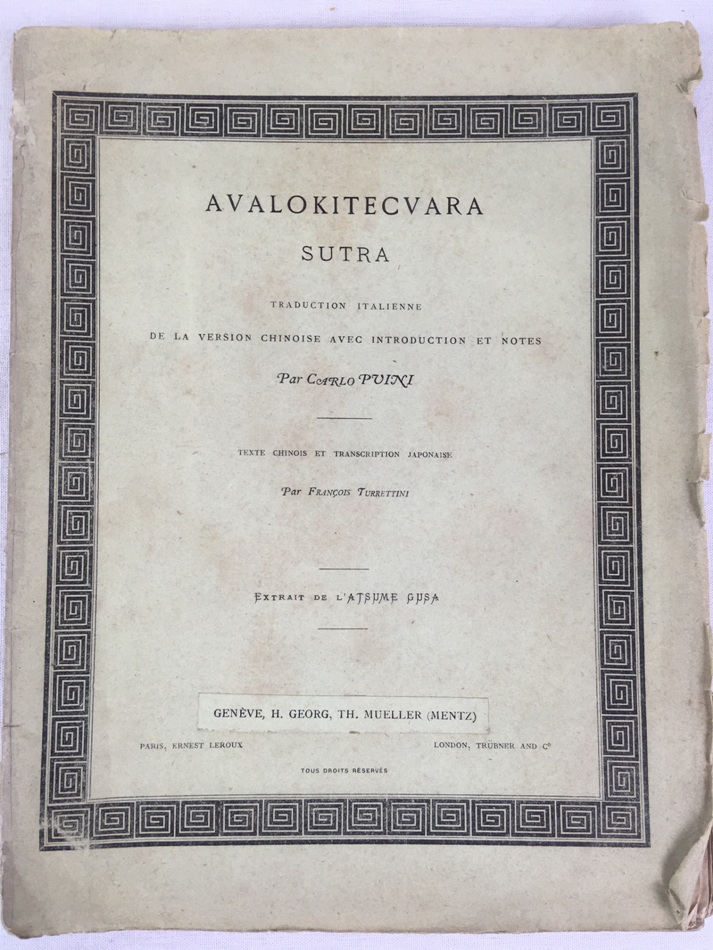 AVALOKITECVARA
SUTRA
TRADUCTION ITALIENNE
DE LA VERSION CHINOISE AVEC INTRODUCTION ET NOTES
Par CARLO PUINI
TEXTE CHINOIS ET TRANSCRIPTION JAPONAISE
Par FRANÇOIS TURRETTINI
EXTRAIT DE L'ATSUME GUSA
GENÈVE, H. GEORG, TH. MUELLER (MENTZ)
PARIS, ERNEST LEROUX
LONDON, TRÜBNER AND Cº
TOUS DROITS RÉSERVÉS